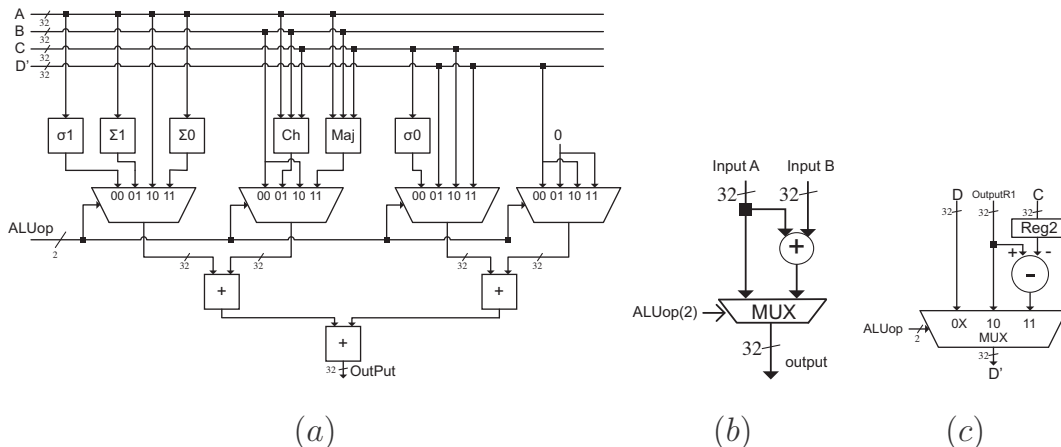 A
32
B
32
C
32
D'
32
σ1
Σ1
Σ0
Ch
Maj
σ0
0
00 01 10 11
00 01 10 11
00 01 10 11
00 01 10 11
ALUop
2
32
32
32
32
+
+
+
32
OutPut
(a)
Input A
Input B
32
32
+
ALUop(2)
MUX
32
output
(b)
D
OutputR1
C
32
32
32
Reg2
+
-
-
0X 10 11
MUX
ALUop
2
32
D'
(c)